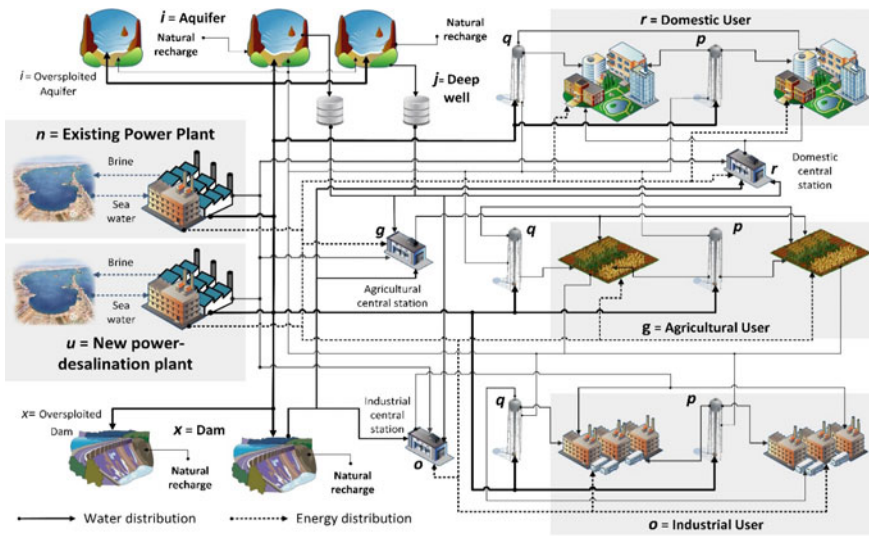 i = Aquifer
Natural
recharge
Natural
recharge
i = Oversploited
Aquifer
j= Deep
well
r = Domestic User
q
p
n = Existing Power Plant
Brine
Sea
water
Domestic
central
station
r
g
q
p
Brine
Sea
water
Agricultural
central station
g = Agricultural User
u = New power-
desalination plant
x= Oversploited
Dam
x = Dam
Industrial
central
station
q
p
o
Natural
recharge
Natural
recharge
Water distribution
Energy distribution
o = Industrial User